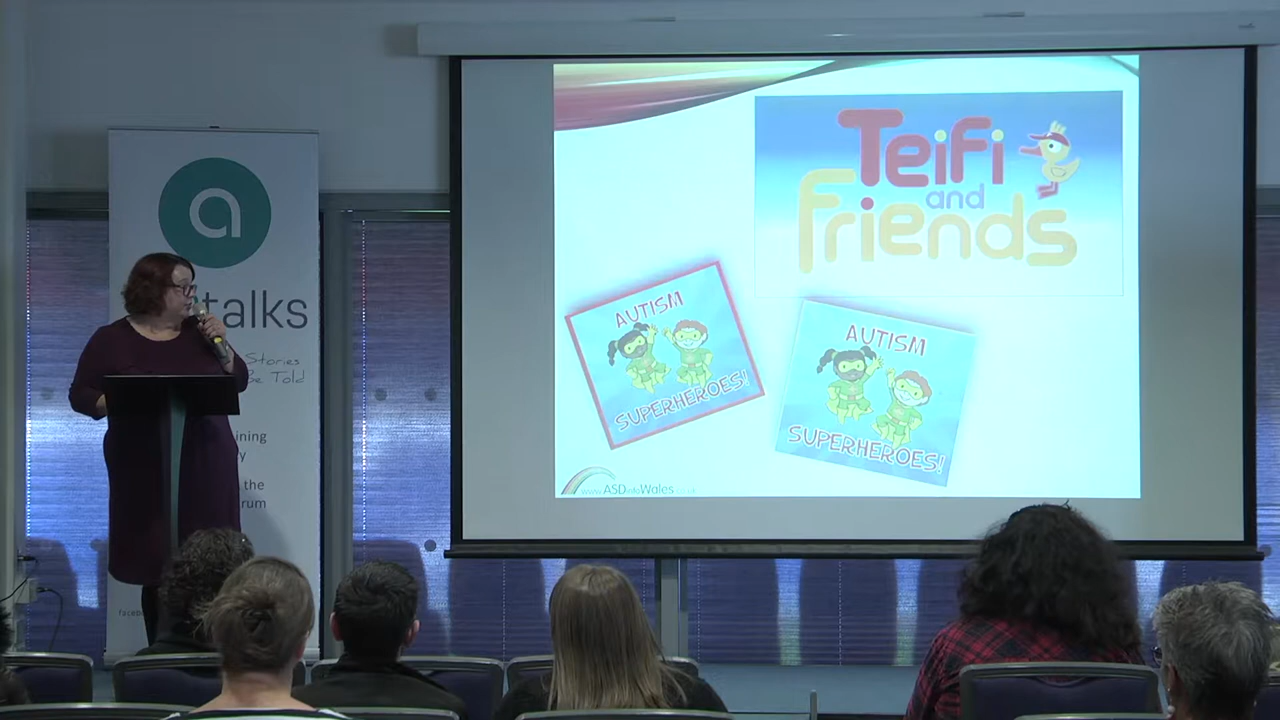 a
talks
Stories
Be Told
ining
y
the
rum
Teifi
and
Friends
AUTISM
SUPERHEROES!
AUTISM
SUPERHEROES!
www.ASDinfoWales.co.uk